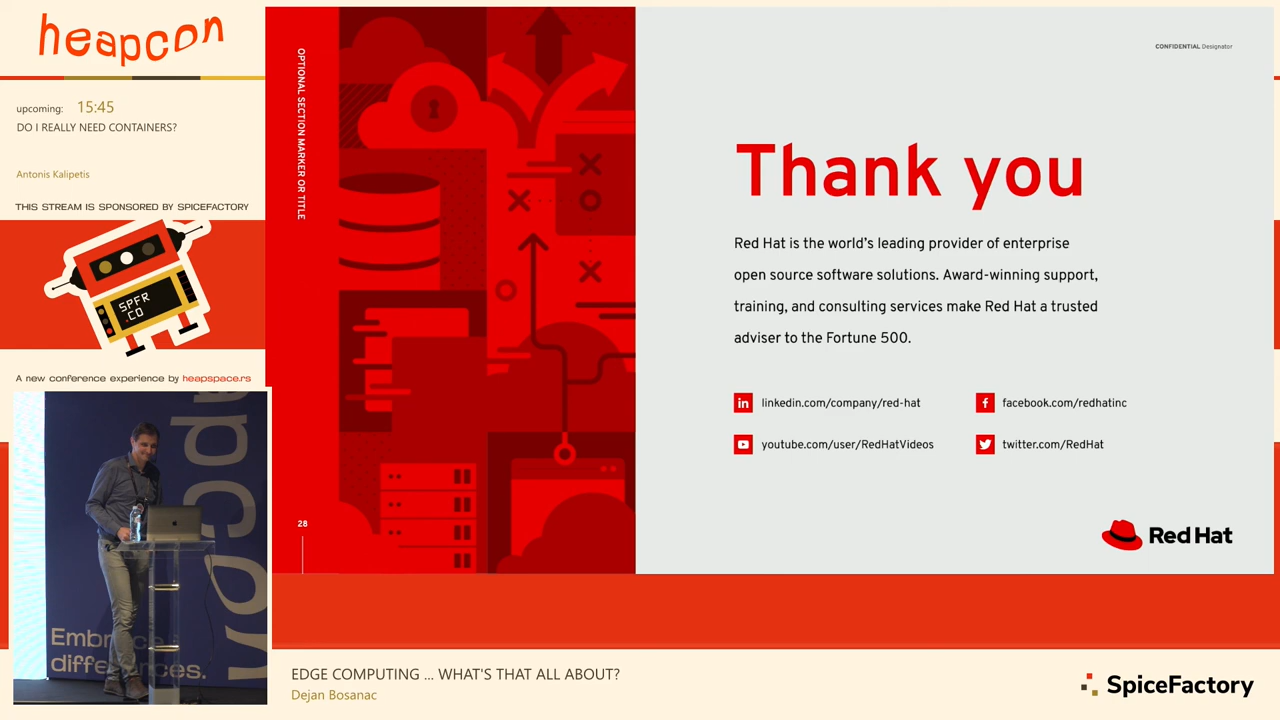 heapcon
upcoming: 15:45
DO I REALLY NEED CONTAINERS?
Antonis Kalipetis
THIS STREAM IS SPONSORED BY SPICEFACTORY
SPFR
.CO
A new conference experience by heapspace.rs
Embrace
differences.
OPTIONAL SECTION MARKER OR TITLE
28
CONFIDENTIAL Designator
Thank you
Red Hat is the world's leading provider of enterprise
open source software solutions. Award-winning support,
training, and consulting services make Red Hat a trusted
adviser to the Fortune 500.
linkedin.com/company/red-hat
facebook.com/redhatinc
youtube.com/user/RedHatVideos
twitter.com/RedHat
Red Hat
EDGE COMPUTING ... WHAT'S THAT ALL ABOUT?
Dejan Bosanac
SpiceFactory